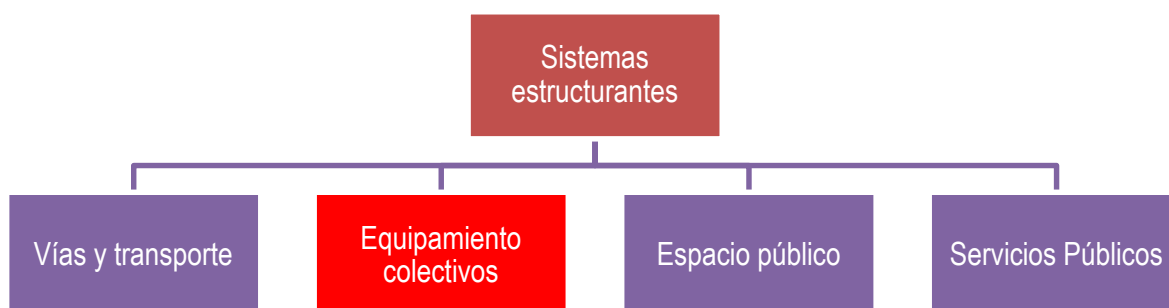 Sistemas
estructurantes
Vías y transporte
Equipamiento
colectivos
Espacio público
Servicios Públicos